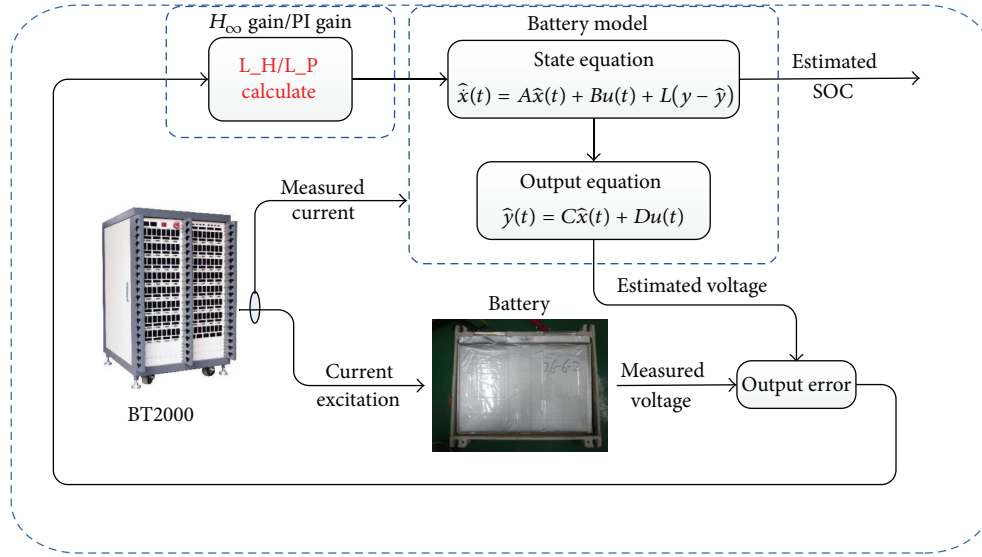 H∞ gain/PI gain
L_H/L_P
calculate
Battery model
State equation
x̂̇(t) = Ax̂(t) + Bu(t) + L(y − ŷ)
Estimated
SOC
Output equation
ŷ(t) = Cx̂(t) + Du(t)
Measured
current
Estimated voltage
Battery
Current
excitation
Measured
voltage
Output error
BT2000